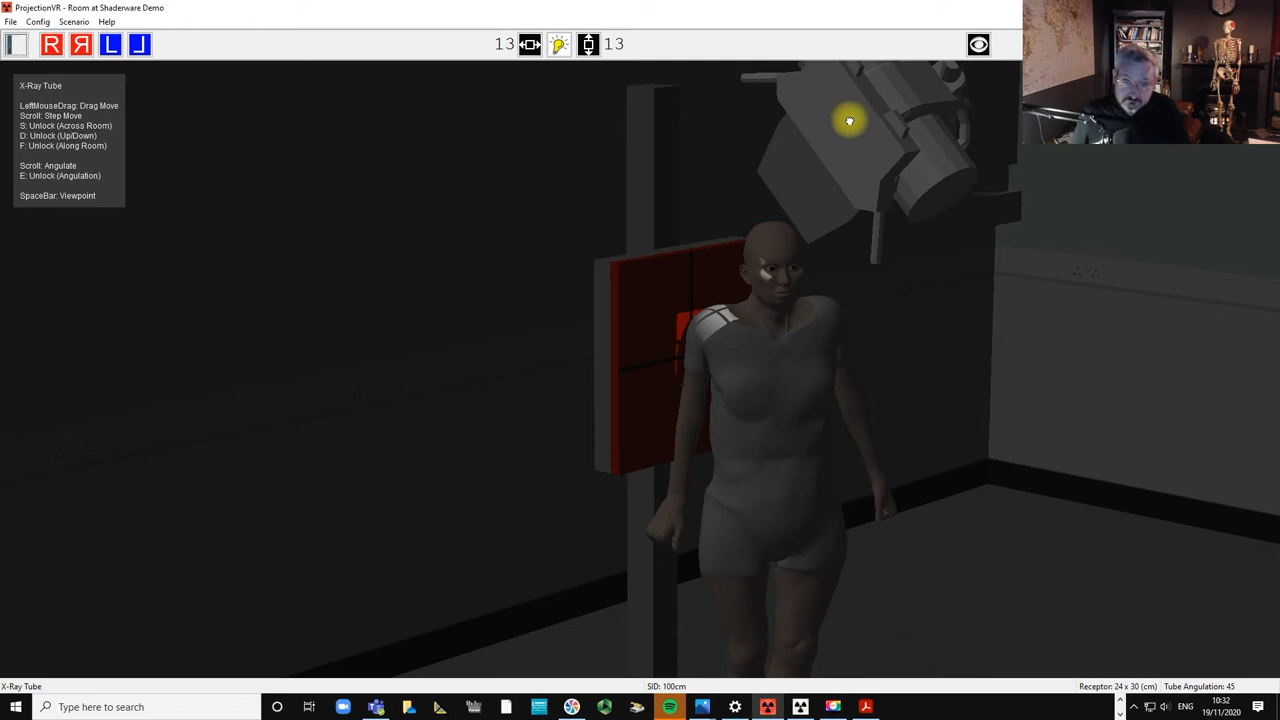 ProjectionVR - Room at Shaderware Demo
File Config Scenario Help
R R L L 13 13
X-Ray Tube
LeftMouseDrag: Drag Move
Scroll: Step Move
S: Unlock (Across Room)
D: Unlock (Up/Down)
F: Unlock (Along Room)
Scroll: Angulate
E: Unlock (Angulation)
SpaceBar: Viewpoint
X-Ray Tube SID: 100cm Receptor: 24 x 30 (cm) Tube Angulation: 45
Type here to search ENG 10:32
19/11/2020